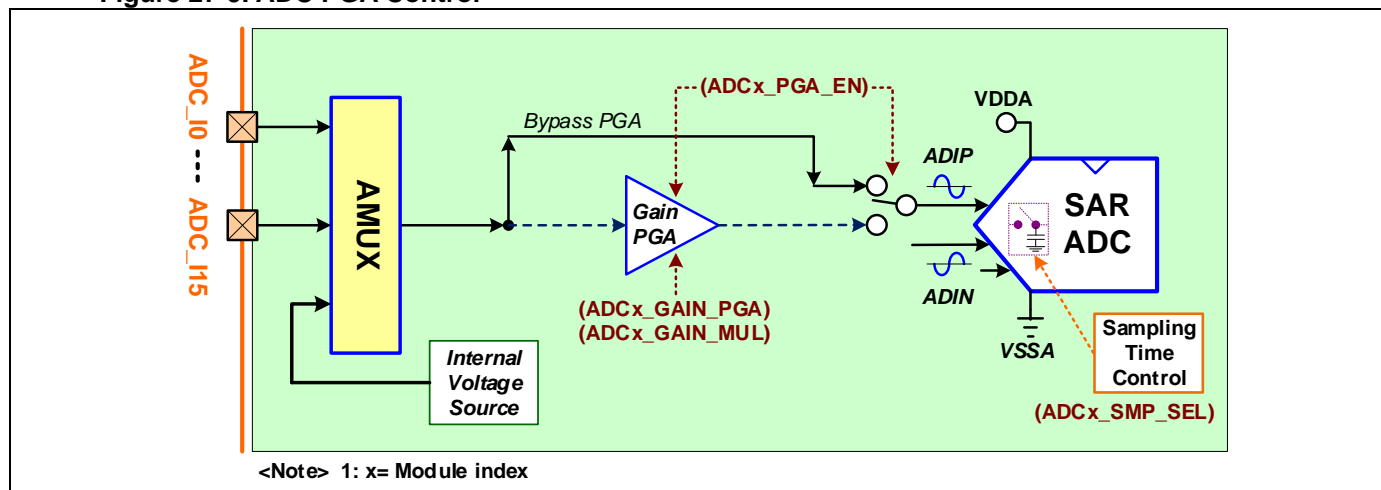 ADC_I0 --- ADC_I15
AMUX
Internal
Voltage
Source
Bypass PGA
(ADCx_PGA_EN)
Gain
PGA
(ADCx_GAIN_PGA)
(ADCx_GAIN_MUL)
VDDA
ADIP
SAR
ADC
ADIN
VSSA
Sampling
Time
Control
(ADCx_SMP_SEL)
<Note> 1: x= Module index